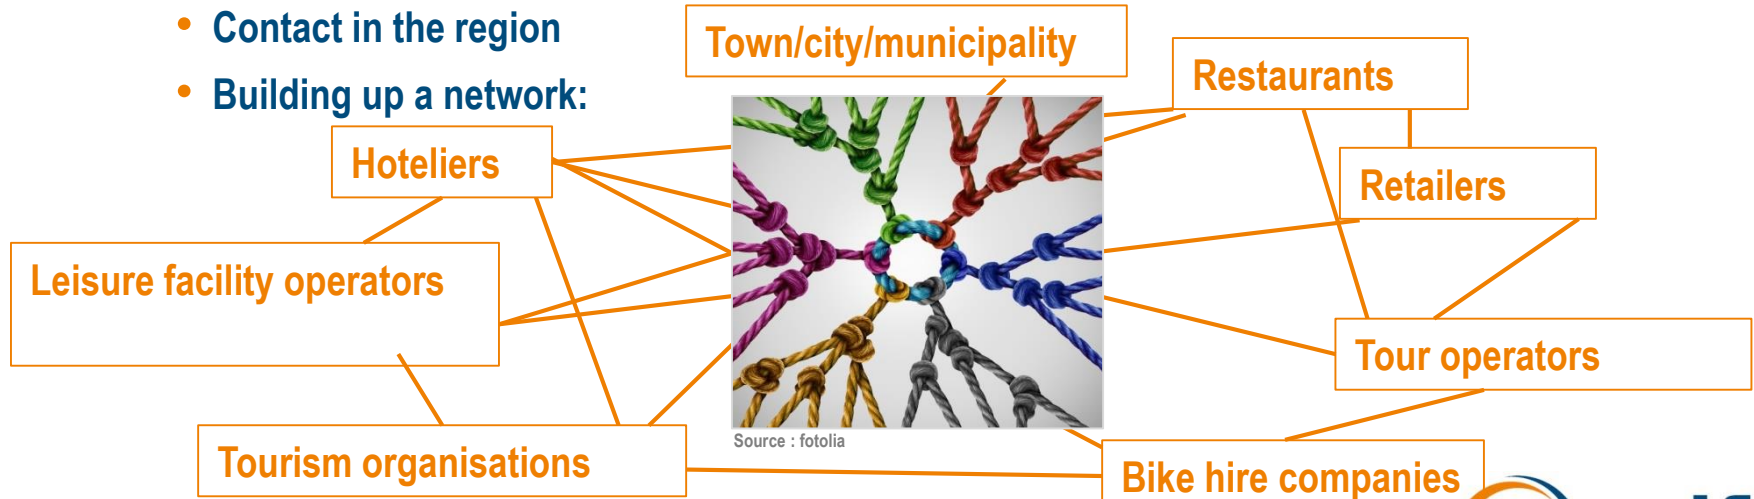 • Contact in the region
• Building up a network:
Town/city/municipality
Restaurants
Hoteliers
Retailers
Leisure facility operators
Tour operators
Source : fotolia
Tourism organisations
Bike hire companies